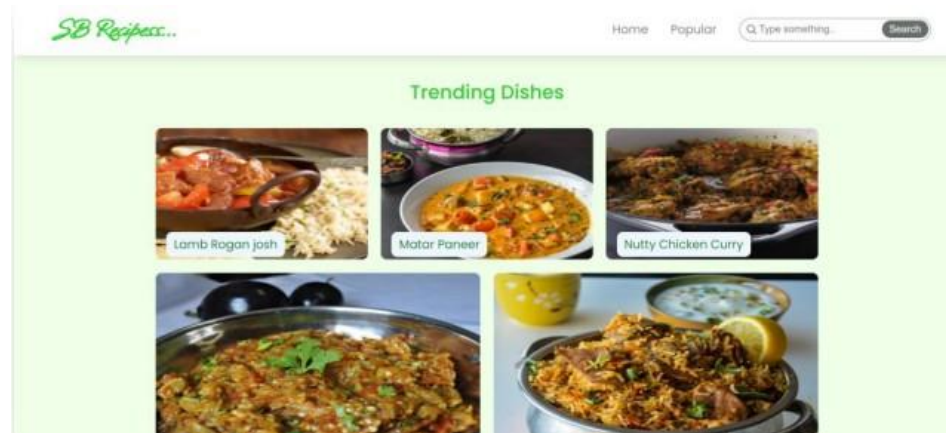 SB Recipess...
Home Popular Type something.. Search
Trending Dishes
Lamb Rogan josh Matar Paneer Nutty Chicken Curry